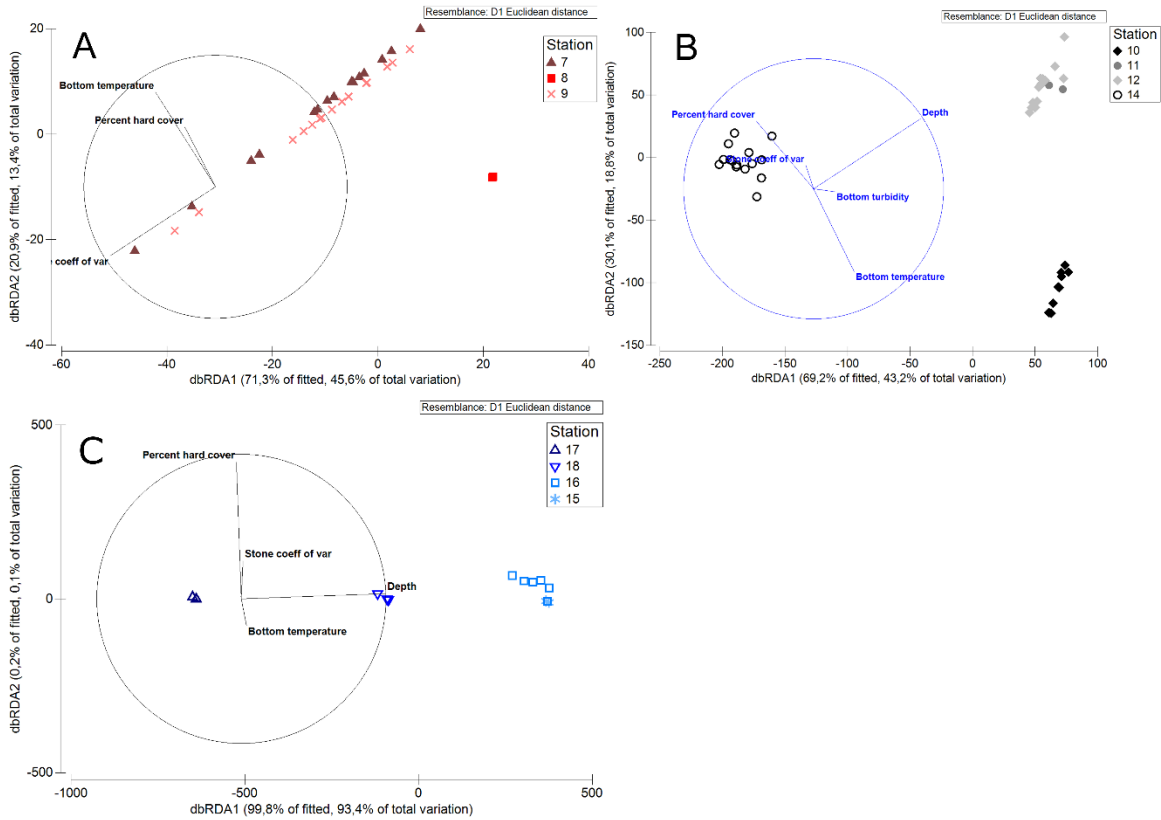 Resemblance: D1 Euclidean distance
A
Station
7
8
9
Bottom temperature
Percent hard cover
coeff of var
20
0
-20
-40
dbRDA2 (20,9% of fitted, 13,4% of total variation)
-60
-40
-20
0
20
40
dbRDA1 (71,3% of fitted, 45,6% of total variation)
Resemblance: D1 Euclidean distance
B
Station
10
11
12
14
Percent hard cover
Depth
Stone coeff of var
Bottom turbidity
Bottom temperature
100
50
0
-50
-100
-150
dbRDA2 (30,1% of fitted, 18,8% of total variation)
-250
-200
-150
-100
-50
0
50
100
dbRDA1 (69,2% of fitted, 43,2% of total variation)
Resemblance: D1 Euclidean distance
C
Station
17
18
16
15
Percent hard cover
Stone coeff of var
Depth
Bottom temperature
500
0
-500
dbRDA2 (0,2% of fitted, 0,1% of total variation)
-1000
-500
0
500
dbRDA1 (99,8% of fitted, 93,4% of total variation)